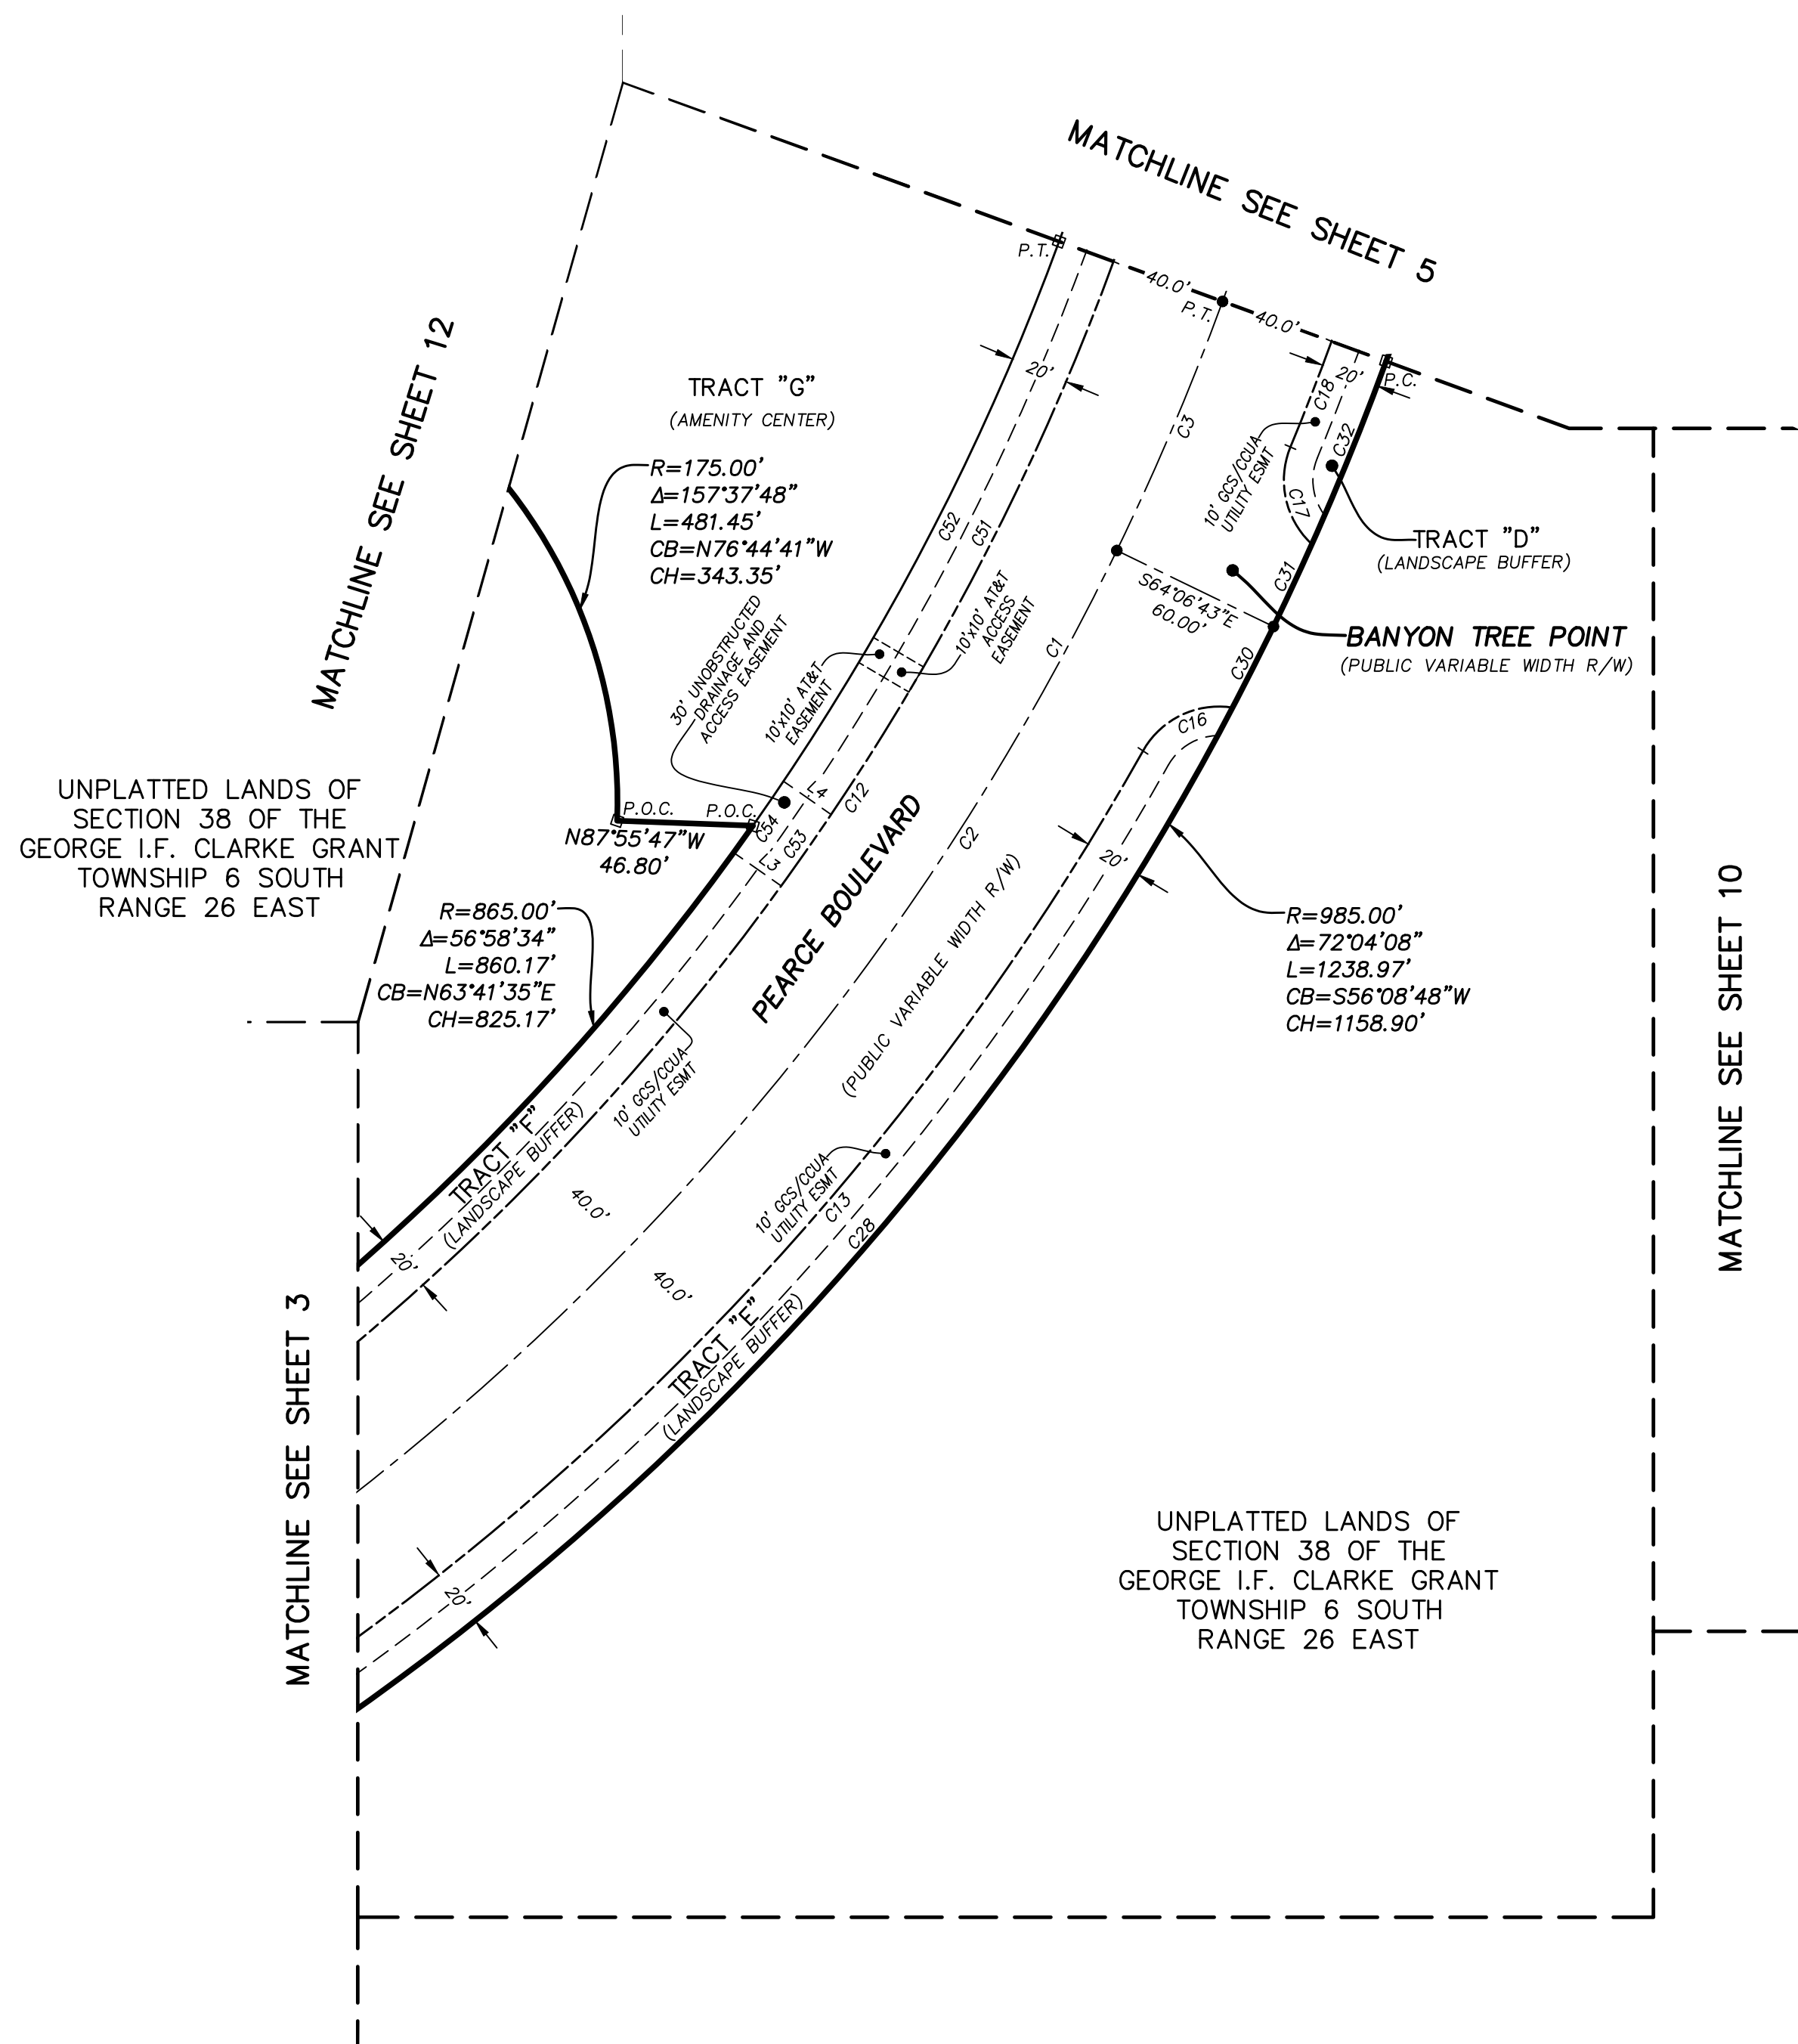 MATCHLINE SEE SHEET 5
P.T.
40.0'
P.T.
40.0'
20'
20'
P.C.
MATCHLINE SEE SHEET 12
TRACT "G"
(AMENITY CENTER)
R=175.00'
Δ=157°37'48"
L=481.45'
CB=N76°44'41"W
CH=343.35'
C3
C18
C32
C17
10' GCS/CCUA
UTILITY ESMT
C52
C51
TRACT "D"
(LANDSCAPE BUFFER)
C31
S64°06'43"E
60.00'
BANYON TREE POINT
(PUBLIC VARIABLE WIDTH R/W)
C30
C1
10'x10' AT&T
ACCESS
EASEMENT
30' UNOBSTRUCTED
DRAINAGE AND
ACCESS EASEMENT
10'x10' AT&T
EASEMENT
C16
L4
C12
P.O.C.
P.O.C.
C54
C53
L3
N87°55'47"W
46.80'
C2
20'
UNPLATTED LANDS OF
SECTION 38 OF THE
GEORGE I.F. CLARKE GRANT
TOWNSHIP 6 SOUTH
RANGE 26 EAST
R=865.00'
Δ=56°58'34"
L=860.17'
CB=N63°41'35"E
CH=825.17'
PEARCE BOULEVARD
(PUBLIC VARIABLE WIDTH R/W)
R=985.00'
Δ=72°04'08"
L=1238.97'
CB=S56°08'48"W
CH=1158.90'
MATCHLINE SEE SHEET 10
10' GCS/CCUA
UTILITY ESMT
TRACT "F"
(LANDSCAPE BUFFER)
40.0'
20'
10' GCS/CCUA
UTILITY ESMT
C13
C28
40.0'
TRACT "E"
(LANDSCAPE BUFFER)
MATCHLINE SEE SHEET 3
20'
UNPLATTED LANDS OF
SECTION 38 OF THE
GEORGE I.F. CLARKE GRANT
TOWNSHIP 6 SOUTH
RANGE 26 EAST